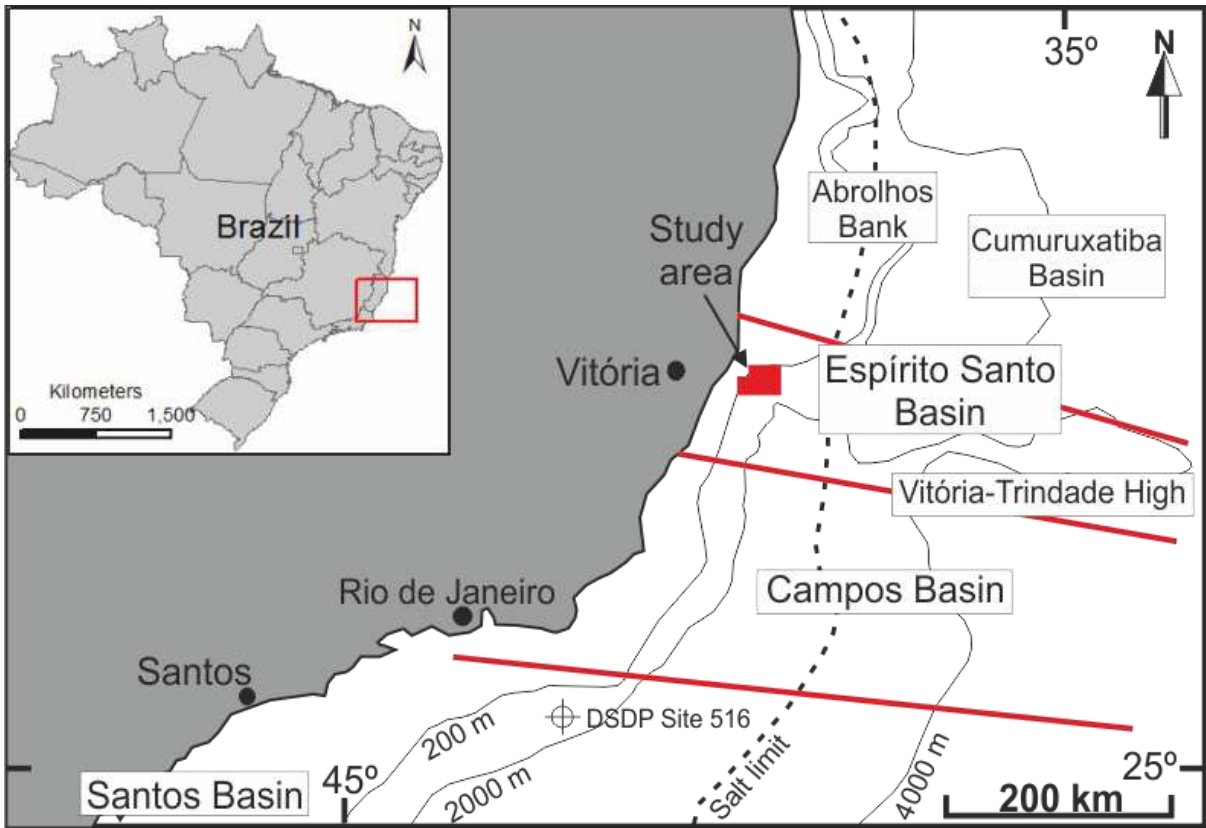 N
Brazil
Kilometers
0 750 1,500
35º
N
Abrolhos
Bank
Study
area
Cumuruxatiba
Basin
Vitória
Espírito Santo
Basin
Vitória-Trindade High
Campos Basin
Rio de Janeiro
Santos
DSDP Site 516
200 m
2000 m
Salt limit
4000 m
45º
25º
Santos Basin
200 km